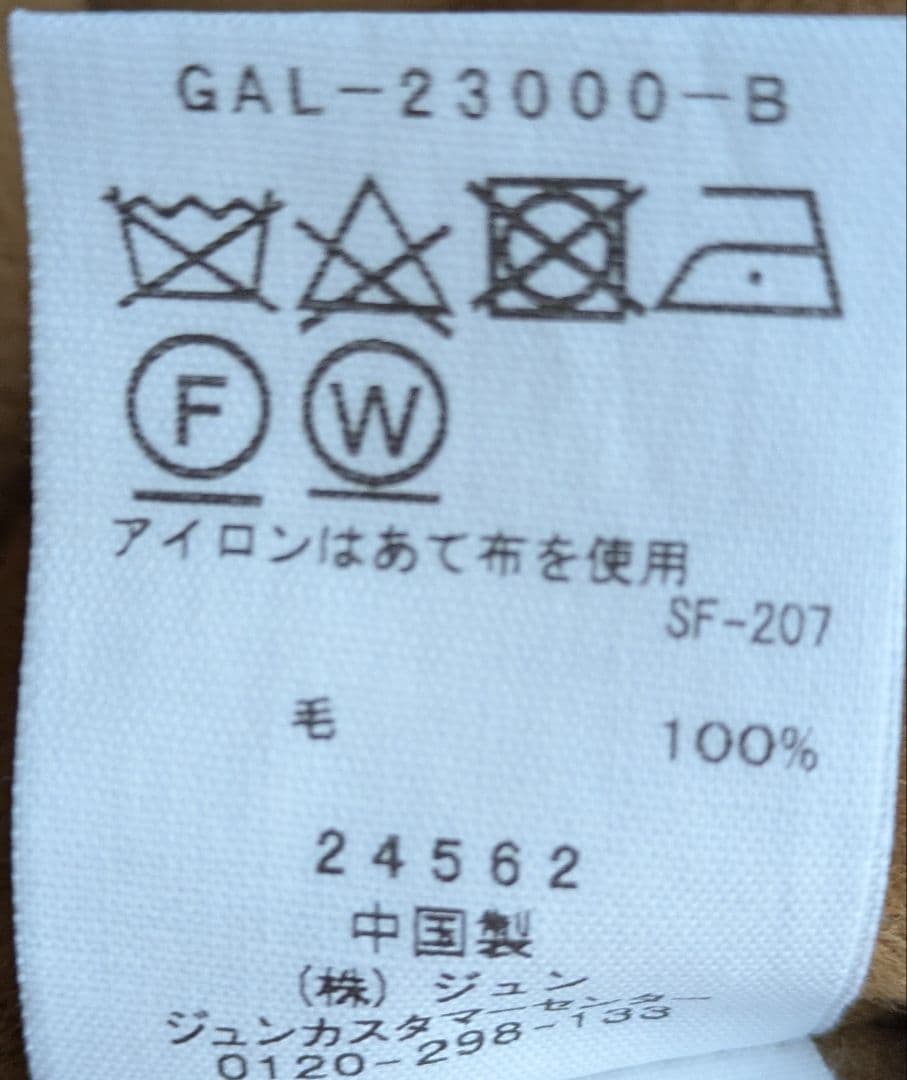 GAL-23000-B
F W
アイロンはあて布を使用
SF-207
毛 100%
24562
中国製
(株) ジュン
ジュンカスタマーセンター
0120-298-133